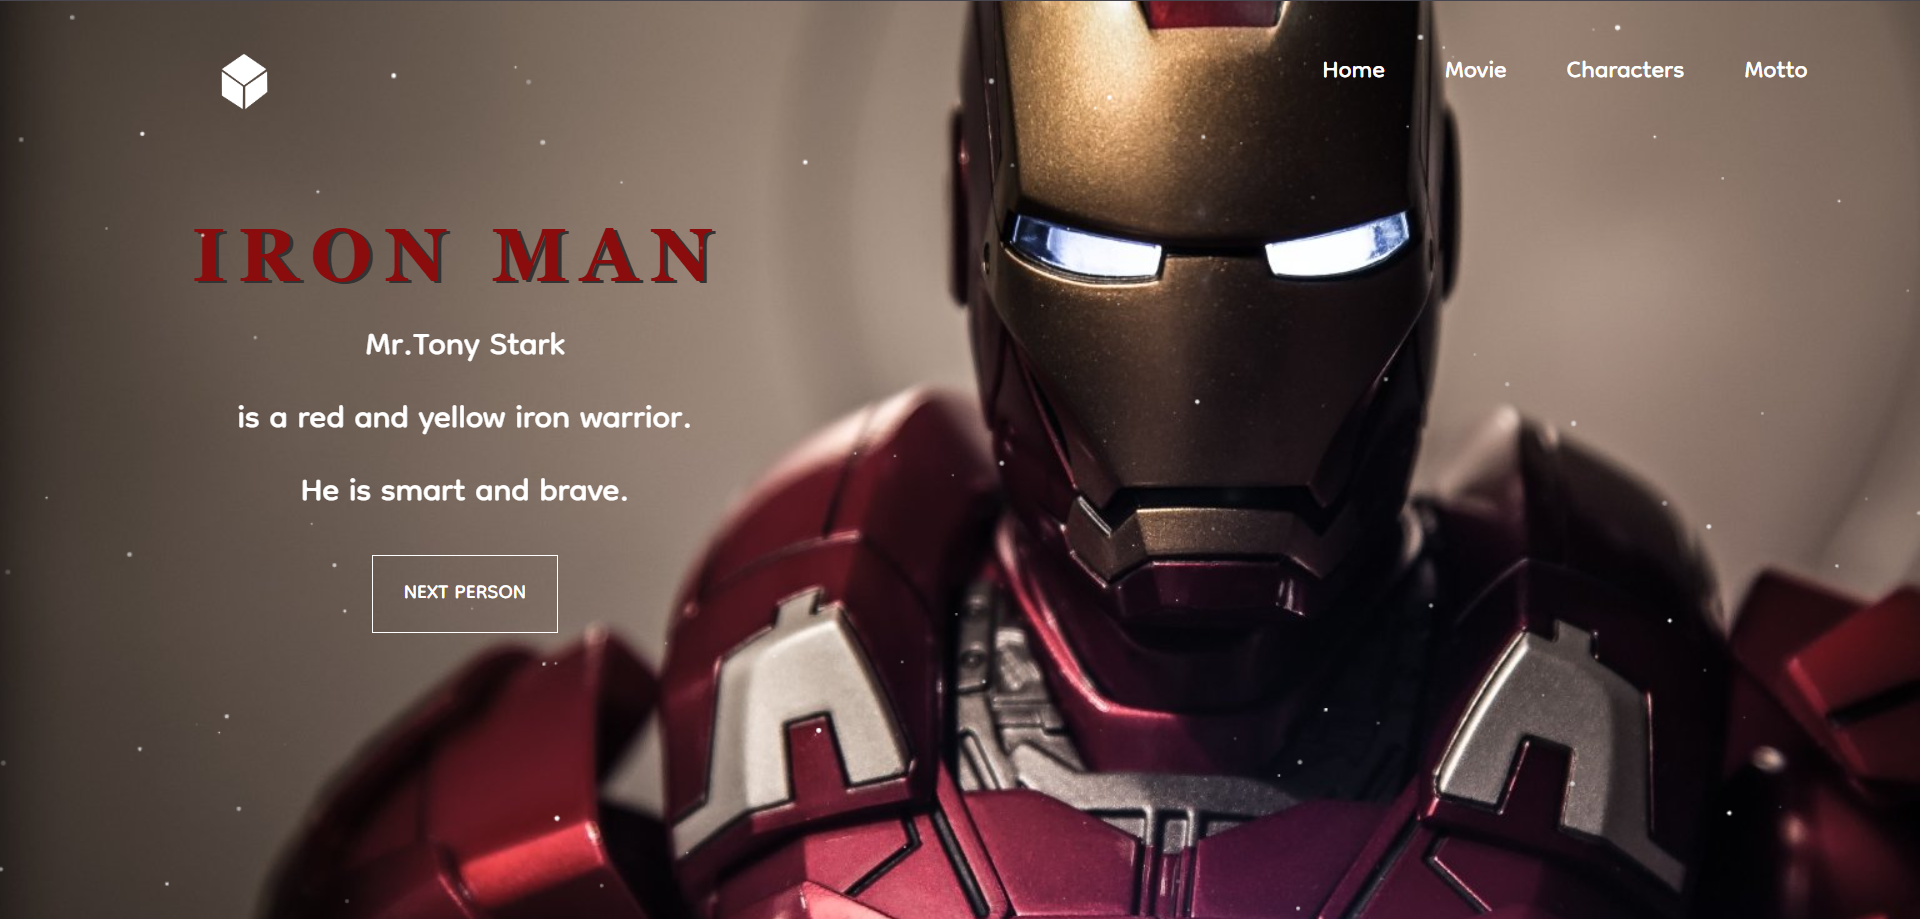 Home Movie Characters Motto
IRON MAN
Mr.Tony Stark
is a red and yellow iron warrior.
He is smart and brave.
NEXT PERSON